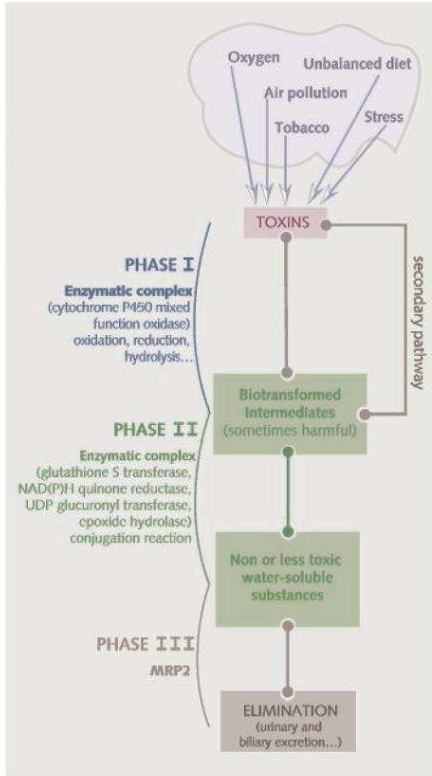 Oxygen
Unbalanced diet
Air pollution
Tobacco
Stress
TOXINS
secondary pathway
PHASE I
Enzymatic complex
(cytochrome P450 mixed
function oxidase)
oxidation, reduction,
hydrolysis...
Biotransformed
intermediates
(sometimes harmful)
PHASE II
Enzymatic complex
(glutathione S transferase,
NAD(P)H quinone reductase,
UDP glucuronyl transferase,
epoxide hydrolase)
conjugation reaction
Non or less toxic
water-soluble
substances
PHASE III
MRP2
ELIMINATION
(urinary and
biliary excretion...)